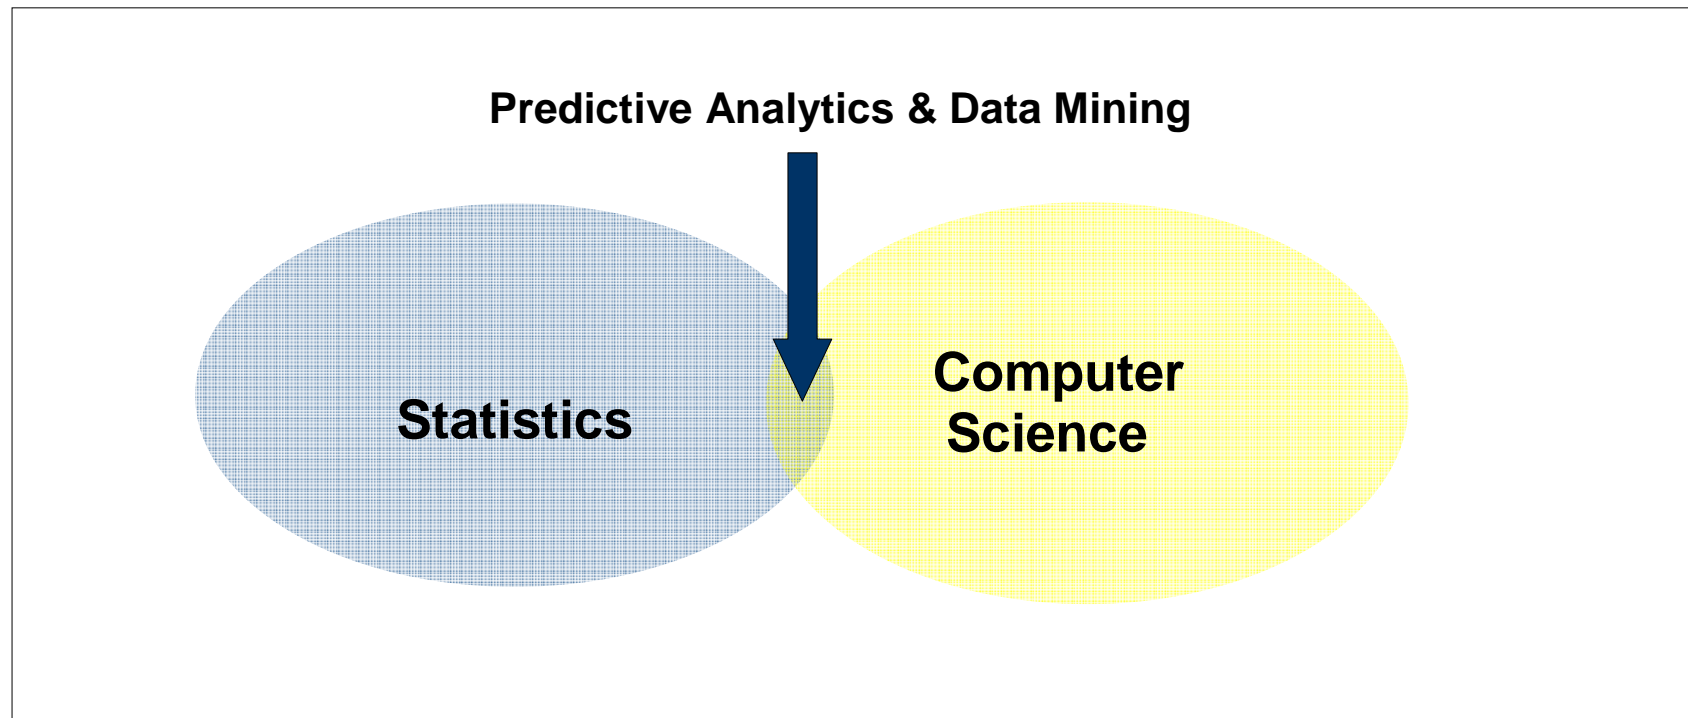 Predictive Analytics & Data Mining
Statistics
Computer
Science